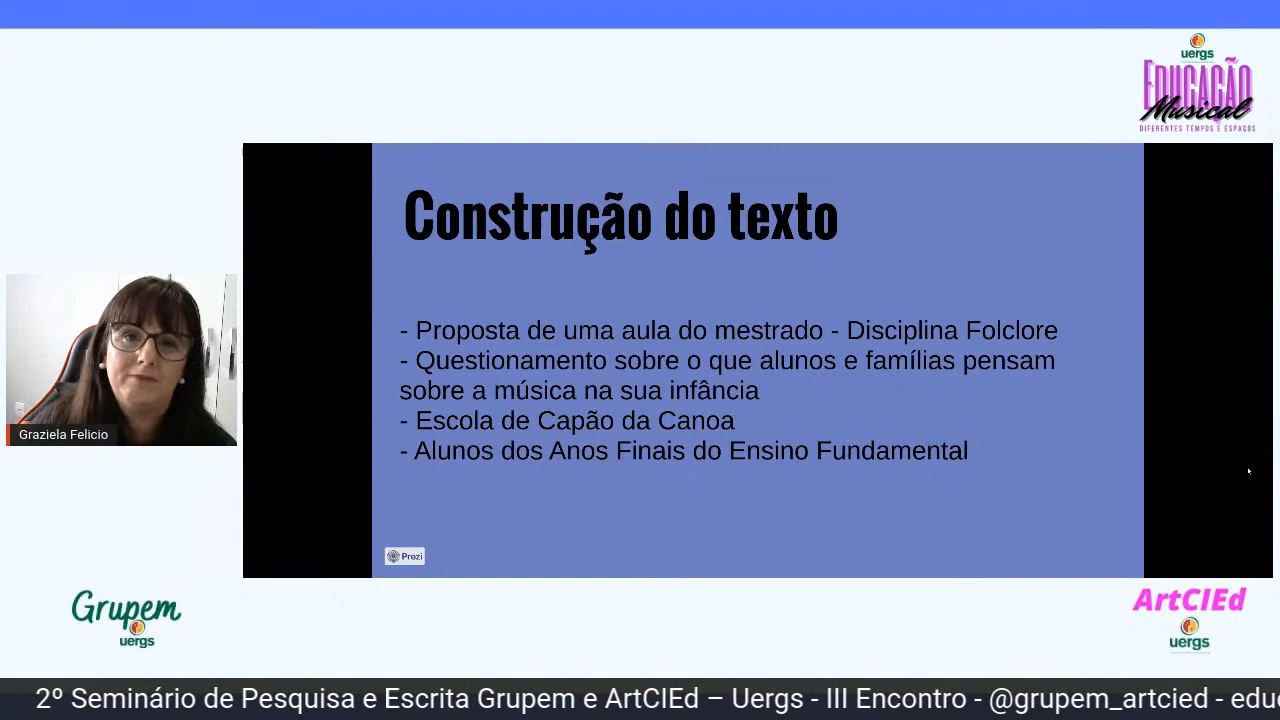 uergs
EDUCAÇÃO
Musical
DIFERENTES TEMPOS E ESPAÇOS
Construção do texto
- Proposta de uma aula do mestrado - Disciplina Folclore
- Questionamento sobre o que alunos e famílias pensam
sobre a música na sua infância
- Escola de Capão da Canoa
- Alunos dos Anos Finais do Ensino Fundamental
Graziela Felicio
Prezi
Grupem
uergs
ArtCIEd
uergs
2º Seminário de Pesquisa e Escrita Grupem e ArtCIEd – Uergs - III Encontro - @grupem_artcied - educ